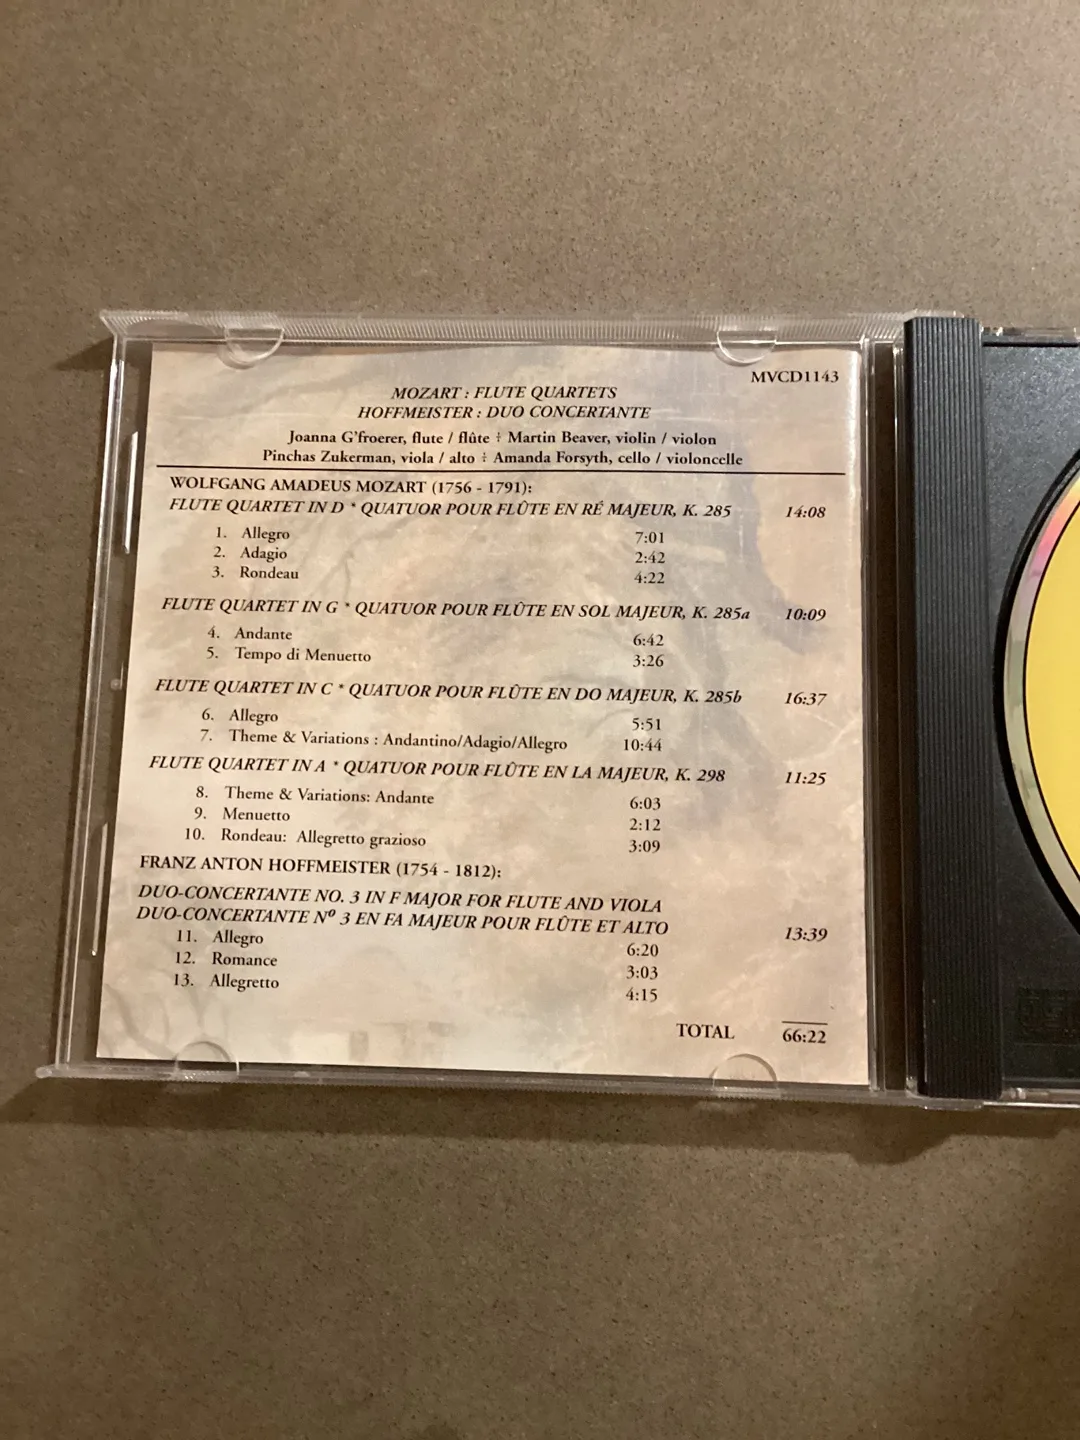 MVCD1143
MOZART : FLUTE QUARTETS
HOFFMEISTER : DUO CONCERTANTE
Joanna G'froerer, flute / flûte ⁝ Martin Beaver, violin / violon
Pinchas Zukerman, viola / alto ⁝ Amanda Forsyth, cello / violoncelle
WOLFGANG AMADEUS MOZART (1756 - 1791):
FLUTE QUARTET IN D * QUATUOR POUR FLÛTE EN RÉ MAJEUR, K. 285 14:08
1. Allegro 7:01
2. Adagio 2:42
3. Rondeau 4:22
FLUTE QUARTET IN G * QUATUOR POUR FLÛTE EN SOL MAJEUR, K. 285a 10:09
4. Andante 6:42
5. Tempo di Menuetto 3:26
FLUTE QUARTET IN C * QUATUOR POUR FLÛTE EN DO MAJEUR, K. 285b 16:37
6. Allegro 5:51
7. Theme & Variations : Andantino/Adagio/Allegro 10:44
FLUTE QUARTET IN A * QUATUOR POUR FLÛTE EN LA MAJEUR, K. 298 11:25
8. Theme & Variations: Andante 6:03
9. Menuetto 2:12
10. Rondeau: Allegretto grazioso 3:09
FRANZ ANTON HOFFMEISTER (1754 - 1812):
DUO-CONCERTANTE NO. 3 IN F MAJOR FOR FLUTE AND VIOLA
DUO-CONCERTANTE Nº 3 EN FA MAJEUR POUR FLÛTE ET ALTO 13:39
11. Allegro 6:20
12. Romance 3:03
13. Allegretto 4:15
TOTAL 66:22